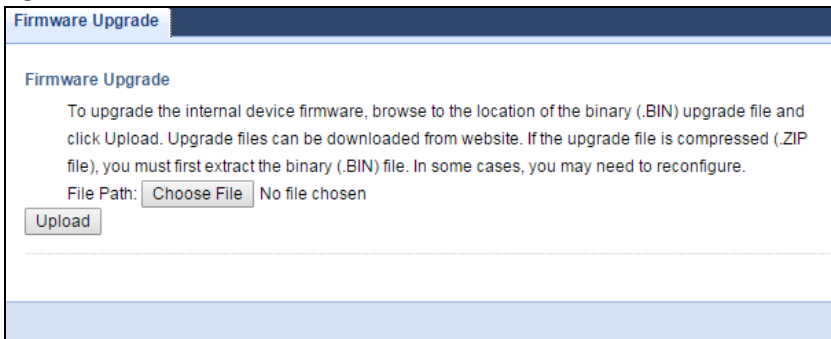 Firmware Upgrade
Firmware Upgrade
To upgrade the internal device firmware, browse to the location of the binary (.BIN) upgrade file and
click Upload. Upgrade files can be downloaded from website. If the upgrade file is compressed (.ZIP
file), you must first extract the binary (.BIN) file. In some cases, you may need to reconfigure.
File Path: Choose File No file chosen
Upload